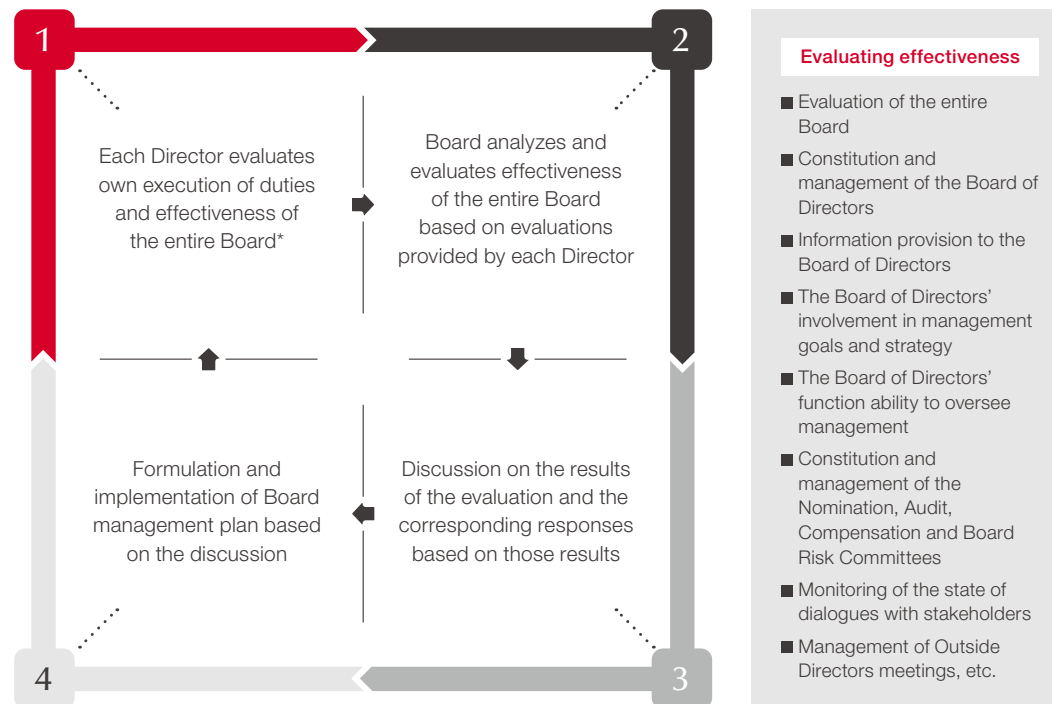 1
2
Each Director evaluates
own execution of duties
and effectiveness of
the entire Board*
Board analyzes and
evaluates effectiveness
of the entire Board
based on evaluations
provided by each Director
Formulation and
implementation of Board
management plan based
on the discussion
Discussion on the results
of the evaluation and the
corresponding responses
based on those results
4
3
Evaluating effectiveness
■ Evaluation of the entire
Board
■ Constitution and
management of the Board of
Directors
■ Information provision to the
Board of Directors
■ The Board of Directors'
involvement in management
goals and strategy
■ The Board of Directors'
function ability to oversee
management
■ Constitution and
management of the
Nomination, Audit,
Compensation and Board
Risk Committees
■ Monitoring of the state of
dialogues with stakeholders
■ Management of Outside
Directors meetings, etc.